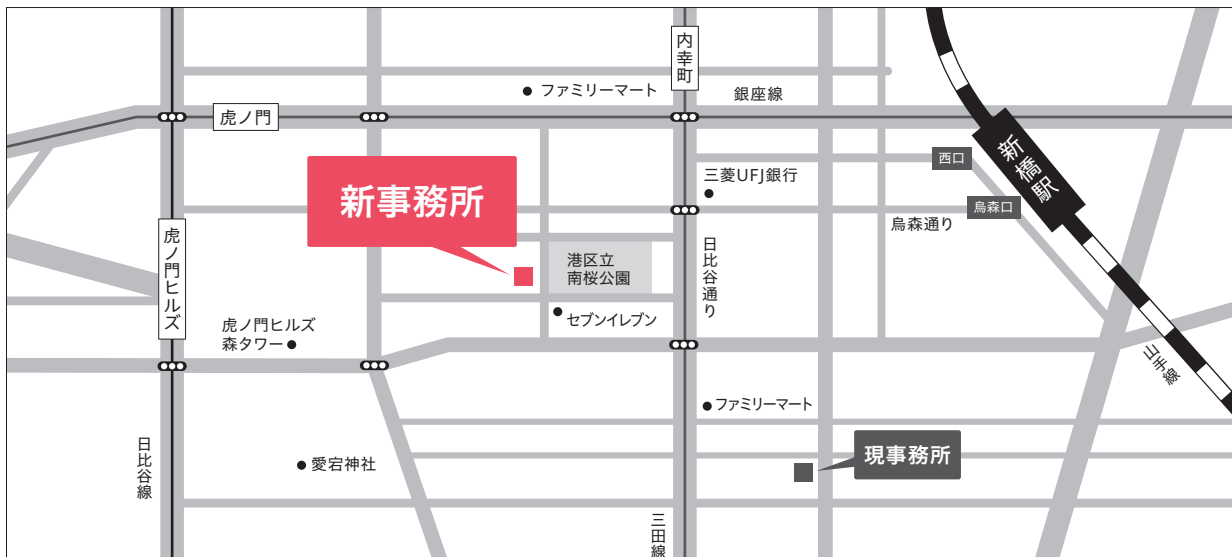 内幸町
ファミリーマート
銀座線
虎ノ門
新橋駅
西口
三菱UFJ銀行
新事務所
烏森口
烏森通り
虎ノ門ヒルズ
港区立
南桜公園
日比谷通り
セブンイレブン
虎ノ門ヒルズ
森タワー
山手線
ファミリーマート
日比谷線
愛宕神社
現事務所
三田線